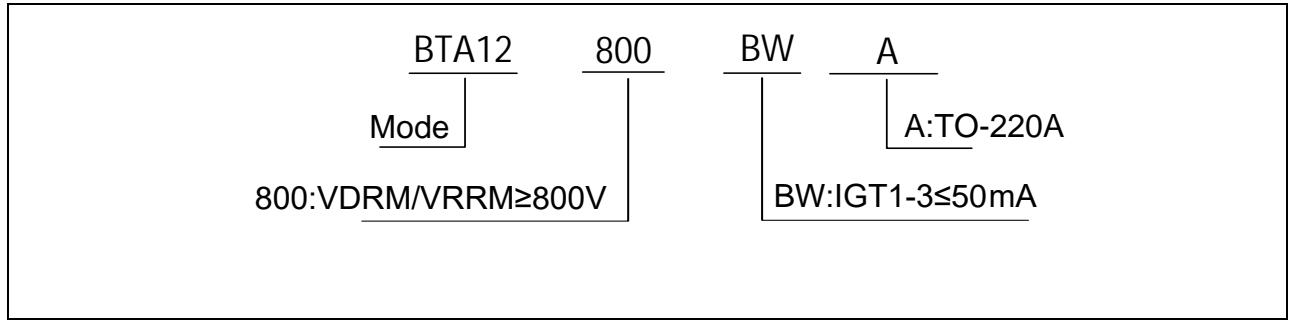 BTA12 800 BW A
Mode A:TO-220A
800:VDRM/VRRM≥800V BW:IGT1-3≤50mA